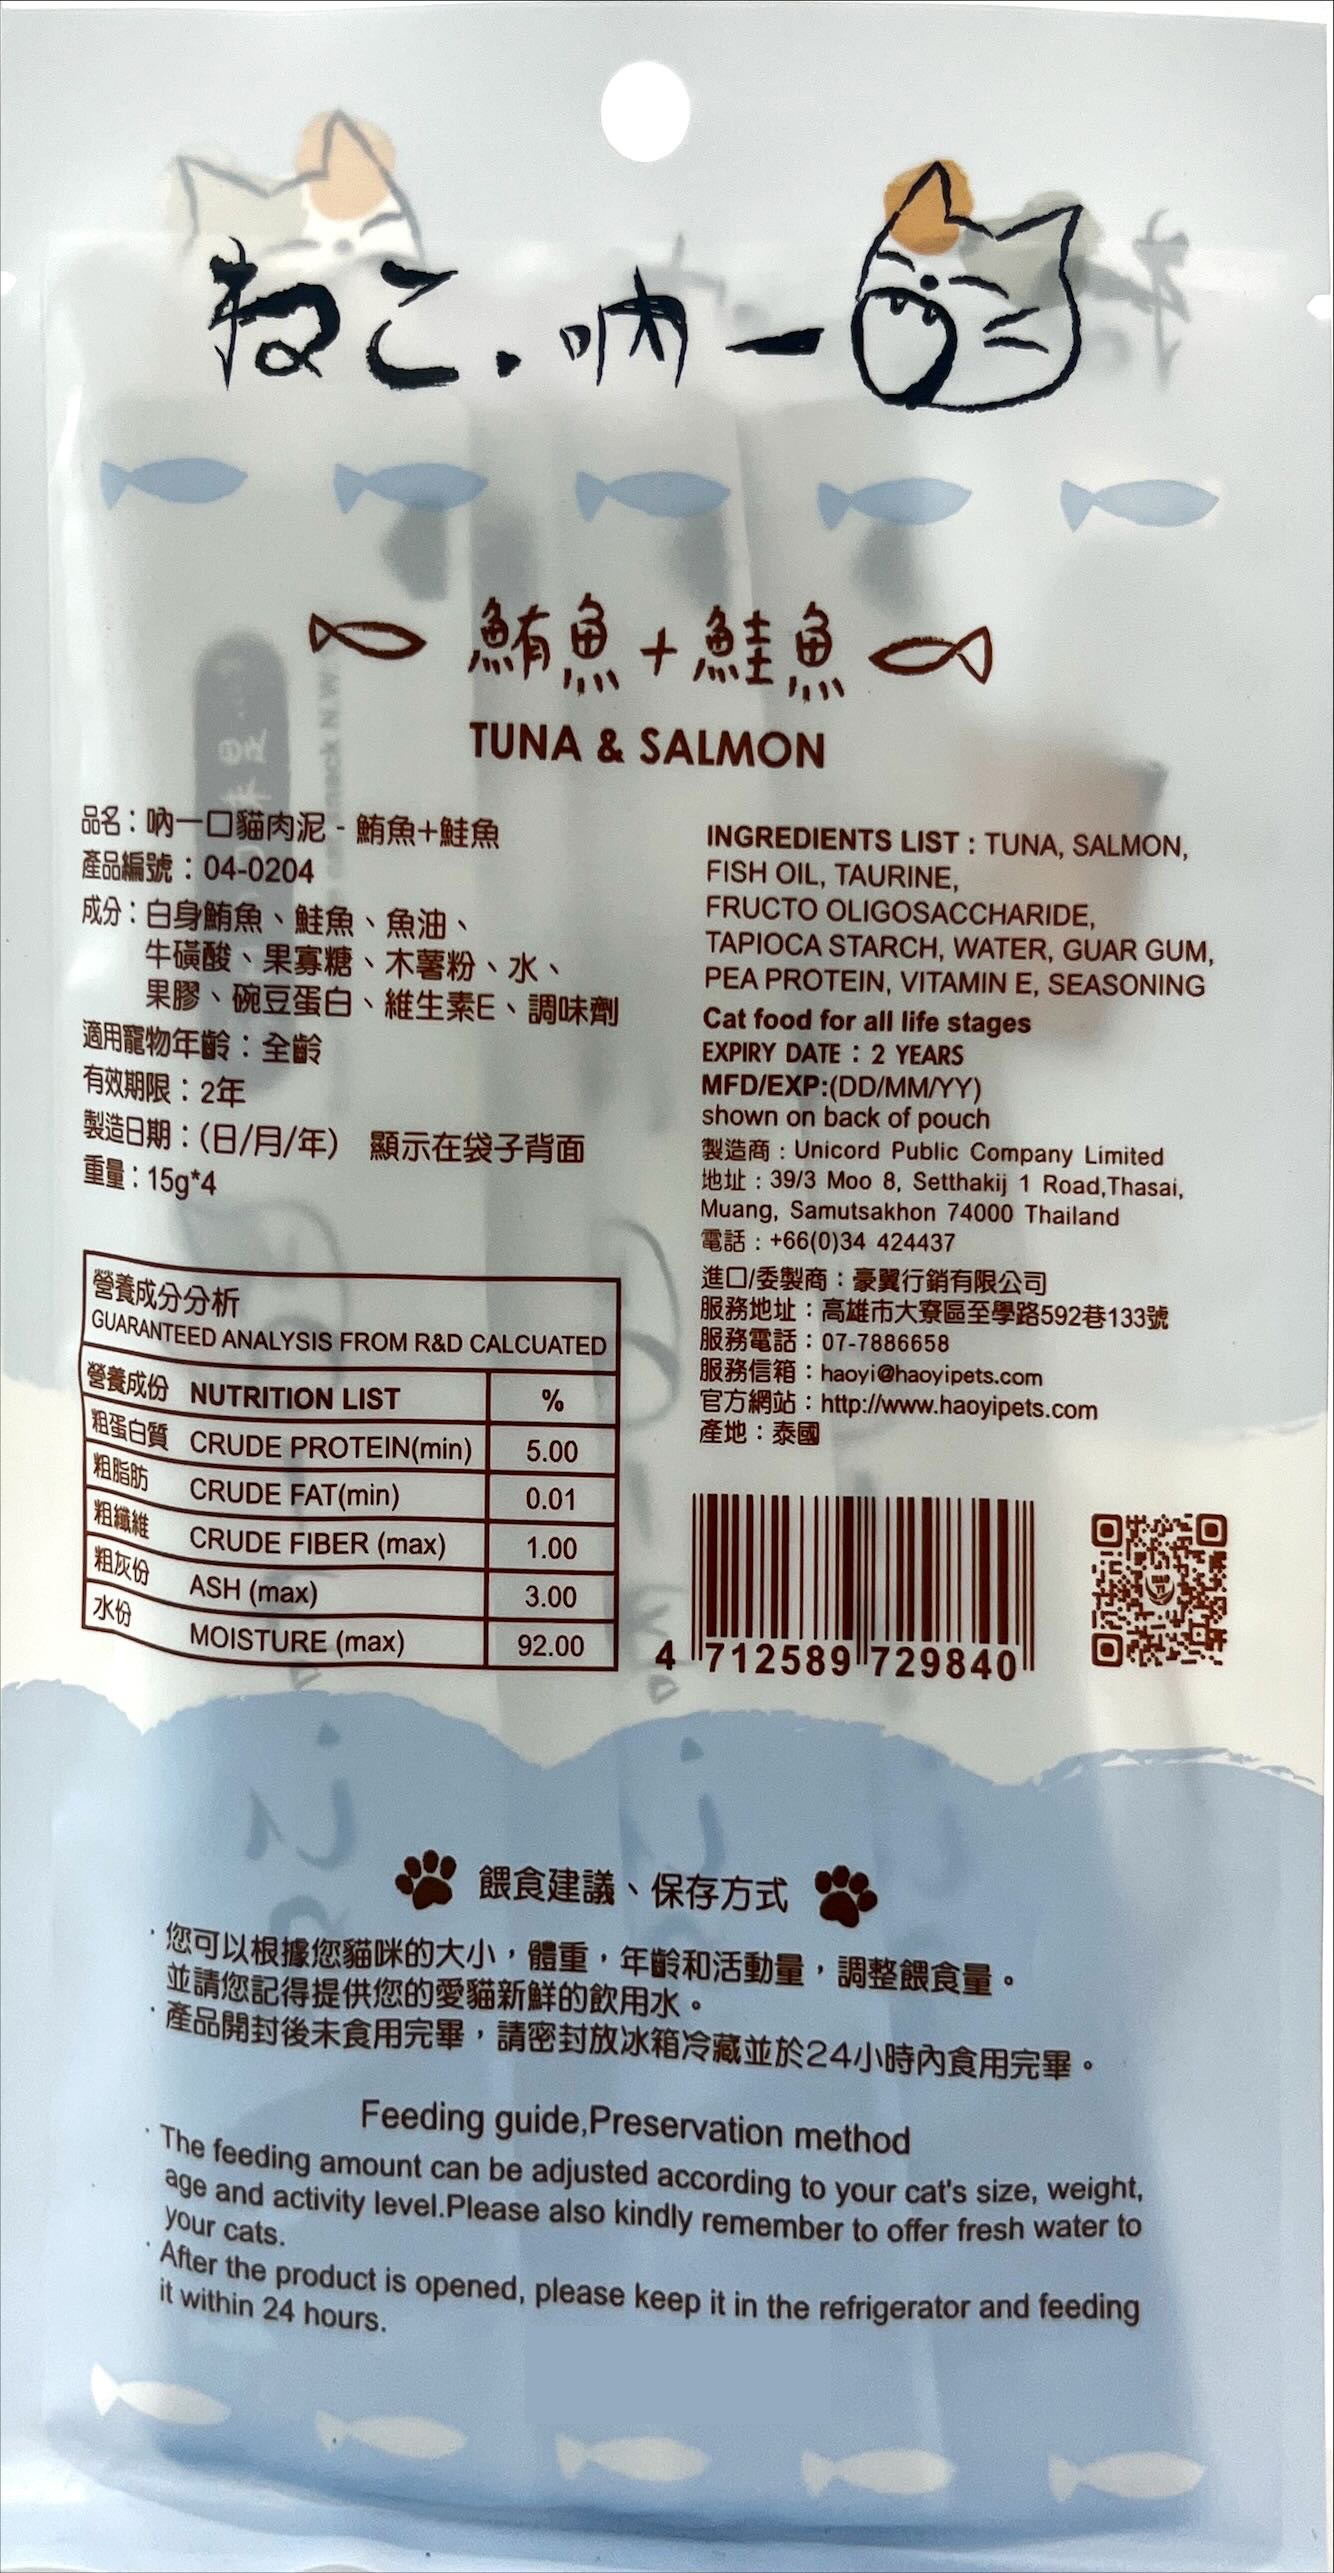 ねこ.吶一
鮪魚+鮭魚
TUNA & SALMON
品名：吶一口貓肉泥 - 鮪魚+鮭魚
產品編號：04-0204
成分：白身鮪魚、鮭魚、魚油、
牛磺酸、果寡糖、木薯粉、水、
果膠、碗豆蛋白、維生素E、調味劑
適用寵物年齡：全齡
有效期限：2年
製造日期：(日/月/年) 顯示在袋子背面
重量：15g*4
營養成分分析
GUARANTEED ANALYSIS FROM R&D CALCUATED
營養成份 NUTRITION LIST %
粗蛋白質 CRUDE PROTEIN(min) 5.00
粗脂肪 CRUDE FAT(min) 0.01
粗纖維 CRUDE FIBER (max) 1.00
粗灰份 ASH (max) 3.00
水份 MOISTURE (max) 92.00
INGREDIENTS LIST : TUNA, SALMON,
FISH OIL, TAURINE,
FRUCTO OLIGOSACCHARIDE,
TAPIOCA STARCH, WATER, GUAR GUM,
PEA PROTEIN, VITAMIN E, SEASONING
Cat food for all life stages
EXPIRY DATE : 2 YEARS
MFD/EXP:(DD/MM/YY)
shown on back of pouch
製造商：Unicord Public Company Limited
地址：39/3 Moo 8, Setthakij 1 Road,Thasai,
Muang, Samutsakhon 74000 Thailand
電話：+66(0)34 424437
進口/委製商：豪翼行銷有限公司
服務地址：高雄市大寮區至學路592巷133號
服務電話：07-7886658
服務信箱：haoyi@haoyipets.com
官方網站：http://www.haoyipets.com
產地：泰國
4 712589 729840
餵食建議、保存方式
·您可以根據您貓咪的大小，體重，年齡和活動量，調整餵食量。
並請您記得提供您的愛貓新鮮的飲用水。
·產品開封後未食用完畢，請密封放冰箱冷藏並於24小時內食用完畢。
Feeding guide,Preservation method
·The feeding amount can be adjusted according to your cat's size, weight,
age and activity level.Please also kindly remember to offer fresh water to
your cats.
·After the product is opened, please keep it in the refrigerator and feeding
it within 24 hours.